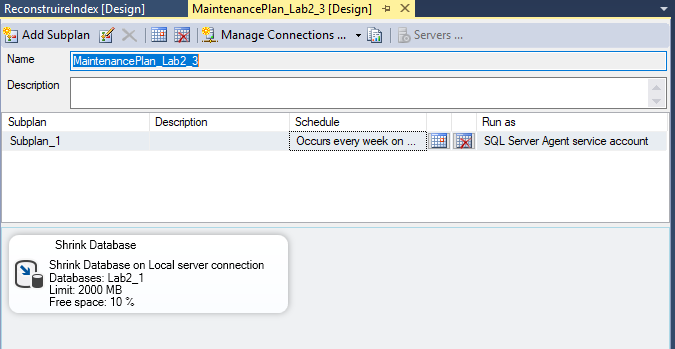 ReconstruireIndex [Design] MaintenancePlan_Lab2_3 [Design]
Add Subplan Manage Connections ... Servers ...
Name MaintenancePlan_Lab2_3
Description
Subplan Description Schedule Run as
Subplan_1 Occurs every week on ... SQL Server Agent service account
Shrink Database
Shrink Database on Local server connection
Databases: Lab2_1
Limit: 2000 MB
Free space: 10 %